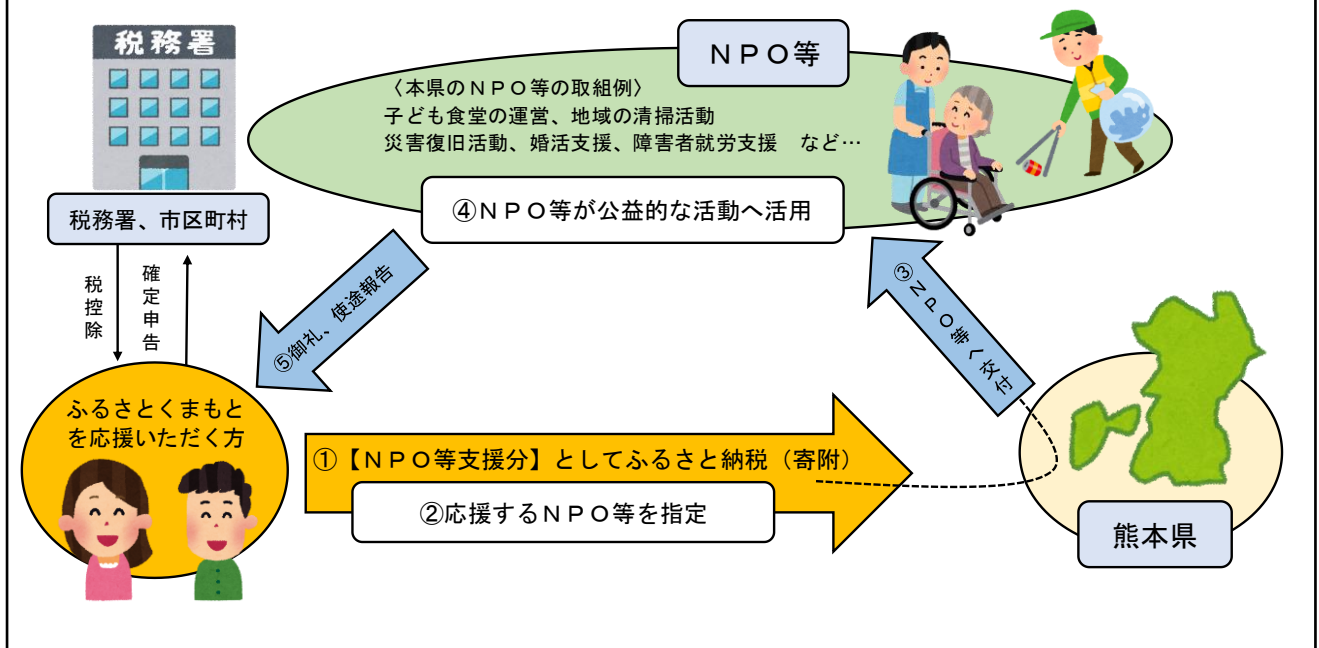 税務署
税務署、市区町村
税控除
確定申告
ふるさとくまもと
を応援いただく方
NPO等
〈本県のNPO等の取組例〉
子ども食堂の運営、地域の清掃活動
災害復旧活動、婚活支援、障害者就労支援　など…
④NPO等が公益的な活動へ活用
⑤御礼、使途報告
③NPO等へ交付
①【NPO等支援分】としてふるさと納税（寄附）
②応援するNPO等を指定
熊本県